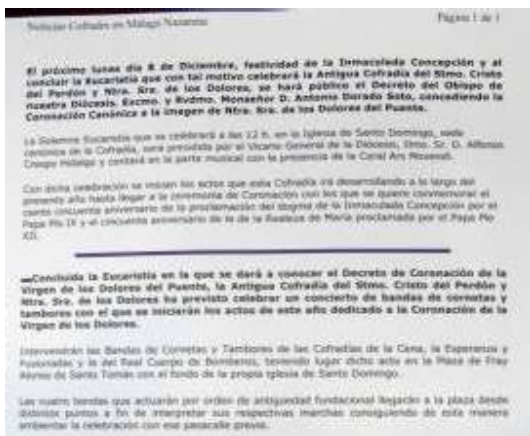 Noticias Cofrades en Málaga Nazarena
Página 1 de 1
El próximo lunes día 8 de Diciembre, festividad de la Inmaculada Concepción y al
concluir la Eucaristía que con tal motivo celebrará la Antigua Cofradía del Stmo. Cristo
del Perdón y Ntra. Sra. de los Dolores, se hará público el Decreto del Obispo de
nuestra Diócesis, Excmo. y Rvdmo. Monseñor D. Antonio Dorado Soto, concediendo la
Coronación Canónica a la imagen de Ntra. Sra. de los Dolores del Puente.
La Solemne Eucaristía que se celebrará a las 12 h. en la Iglesia de Santo Domingo, sede
canónica de la Cofradía, será presidida por el Vicario General de la Diócesis, Ilmo. Sr. D. Alfonso
Crespo Hidalgo y contará en la parte musical con la presencia de la Coral Ars
Con dicha celebración se inician los actos que esta Cofradía irá desarrollando a lo largo del
presente año hasta llegar a la ceremonia de Coronación con los que se quiere conmemorar el
ciento cincuenta aniversario de la proclamación del dogma de la Inmaculada Concepción por el
Papa Pío IX y el cincuenta aniversario de la de la Realeza de María proclamada por el Papa Pío
XII.
Concluida la Eucaristía en la que se dará a conocer el Decreto de Coronación de la
Virgen de los Dolores del Puente, la Antigua Cofradía del Stmo. Cristo del Perdón y
Ntra. Sra. de los Dolores ha previsto celebrar un concierto de bandas de cornetas y
tambores con el que se iniciarán los actos de este año dedicado a la Coronación de la
Virgen de los Dolores.
Intervendrán las Bandas de Cornetas y Tambores de las Cofradías de la Cena, la Esperanza y
Fusionadas y la del Real Cuerpo de Bomberos, teniendo lugar dicho acto en la Plaza de Fray
Alonso de Santo Tomás con el fondo de la propia iglesia de Santo Domingo.
Las cuatro bandas que actuarán por orden de antigüedad fundacional llegarán a la plaza desde
distintos puntos a fin de interpretar sus respectivas marchas consiguiendo de esta manera
ambientar la celebración con ese pasacalle previo.